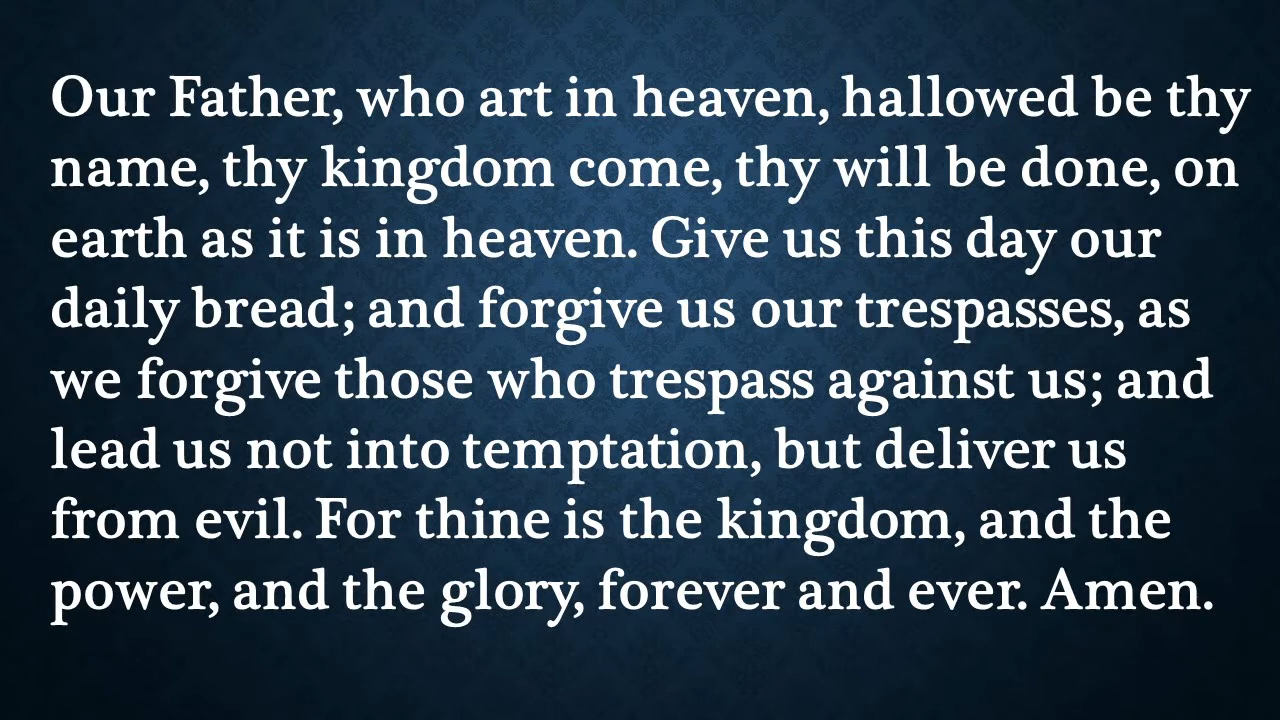 Our Father, who art in heaven, hallowed be thy
name, thy kingdom come, thy will be done, on
earth as it is in heaven. Give us this day our
daily bread; and forgive us our trespasses, as
we forgive those who trespass against us; and
lead us not into temptation, but deliver us
from evil. For thine is the kingdom, and the
power, and the glory, forever and ever. Amen.